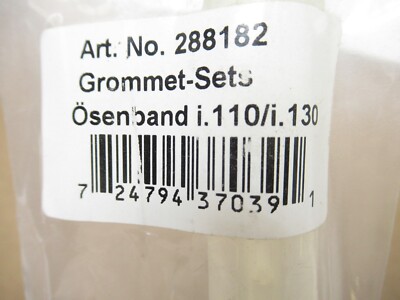 Art. No. 288182
Grommet-Sets
Ösenband i.110/i.130
7 24794 37039 1